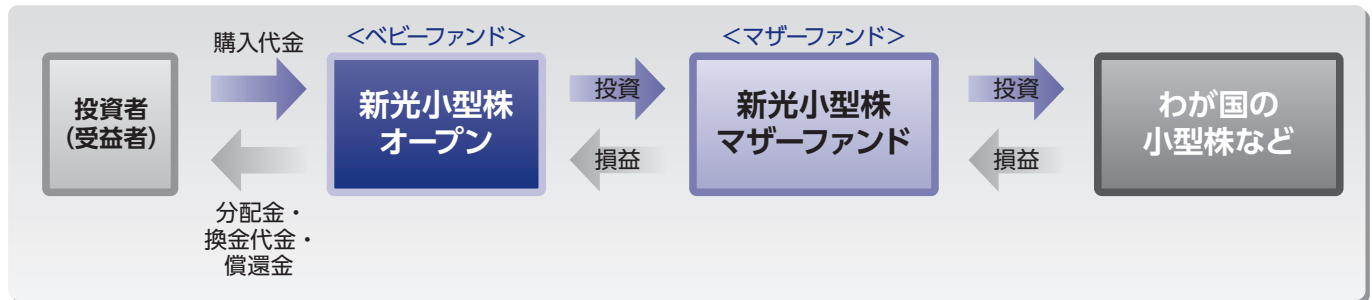 投資者
(受益者)
購入代金
分配金・
換金代金・
償還金
＜ベビーファンド＞
新光小型株
オープン
投資
損益
＜マザーファンド＞
新光小型株
マザーファンド
投資
損益
わが国の
小型株など